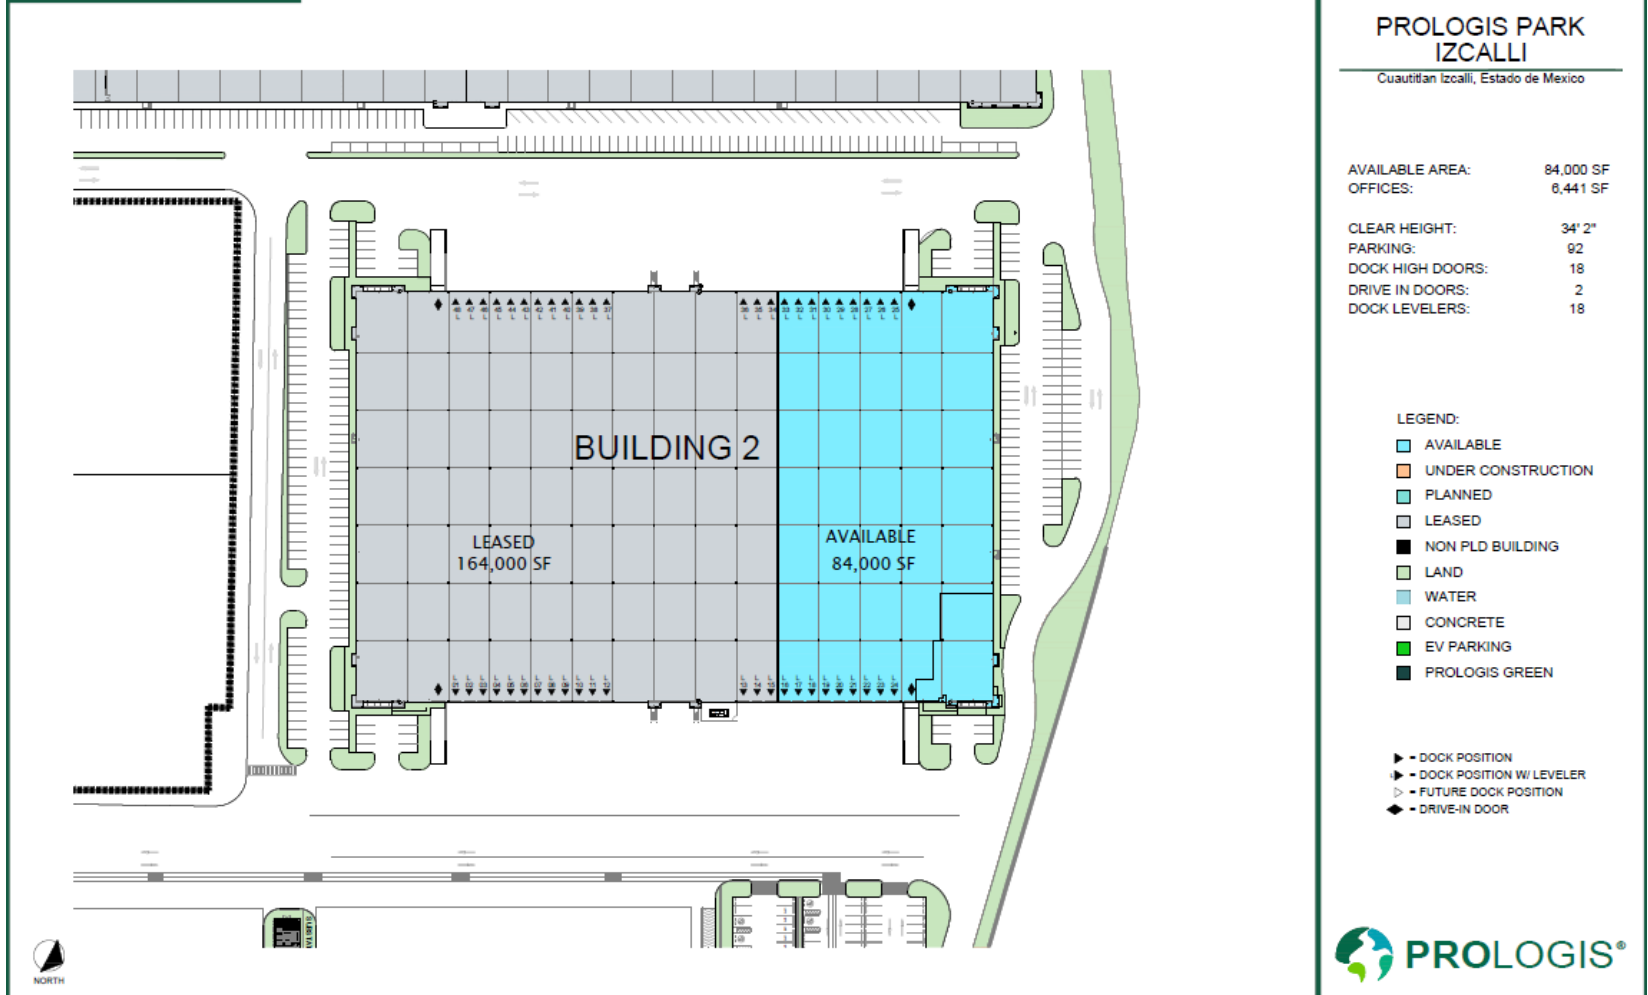 PROLOGIS PARK
IZCALLI
Cuautitlan Izcalli, Estado de Mexico
AVAILABLE AREA: 84,000 SF
OFFICES: 6,441 SF
CLEAR HEIGHT: 34' 2"
PARKING: 92
DOCK HIGH DOORS: 18
DRIVE IN DOORS: 2
DOCK LEVELERS: 18
BUILDING 2
LEASED
164,000 SF
AVAILABLE
84,000 SF
LEGEND:
AVAILABLE
UNDER CONSTRUCTION
PLANNED
LEASED
NON PLD BUILDING
LAND
WATER
CONCRETE
EV PARKING
PROLOGIS GREEN
= DOCK POSITION
= DOCK POSITION W/ LEVELER
= FUTURE DOCK POSITION
= DRIVE-IN DOOR
NORTH
PROLOGIS®